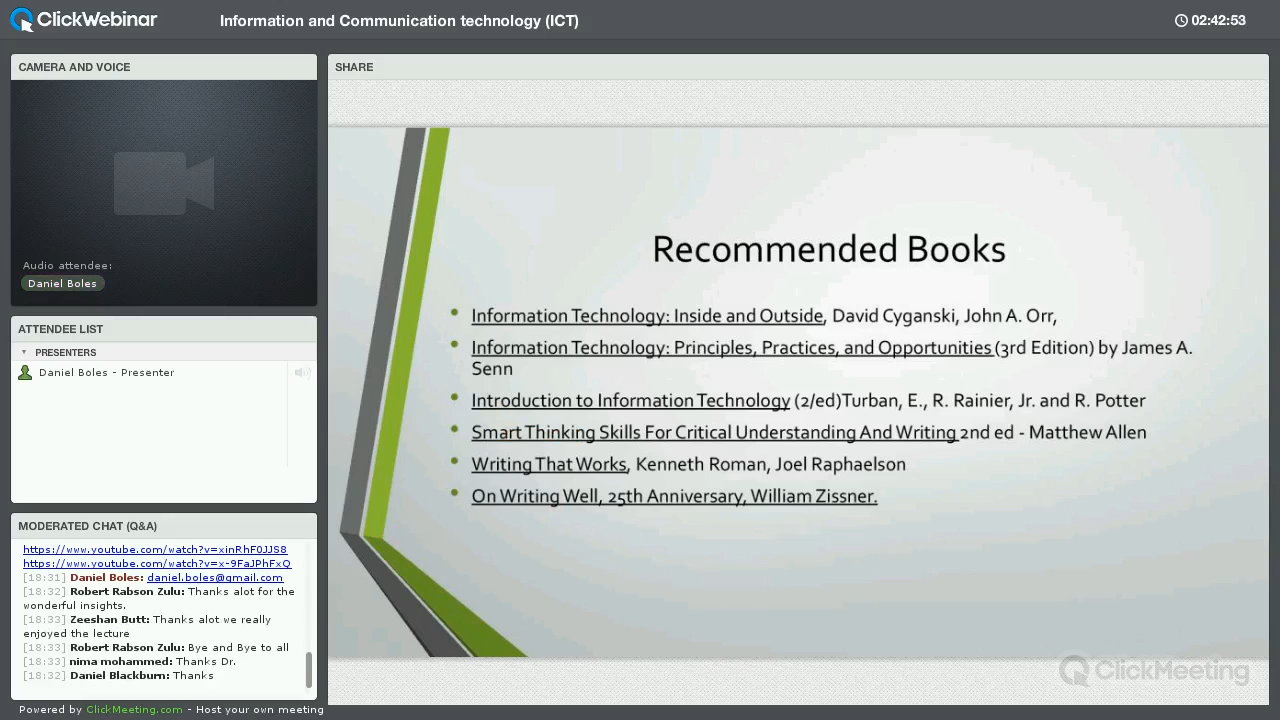 ClickWebinar
Information and Communication technology (ICT)
02:42:53
CAMERA AND VOICE
Audio attendee:
Daniel Boles
ATTENDEE LIST
PRESENTERS
Daniel Boles - Presenter
MODERATED CHAT (Q&A)
https://www.youtube.com/watch?v=xinRhF0JJS8
https://www.youtube.com/watch?v=x-9FaJPhFxQ
[18:31] Daniel Boles: daniel.boles@gmail.com
[18:32] Robert Rabson Zulu: Thanks alot for the
wonderful insights.
[18:33] Zeeshan Butt: Thanks alot we really
enjoyed the lecture
[18:33] Robert Rabson Zulu: Bye and Bye to all
[18:33] nima mohammed: Thanks Dr.
[18:32] Daniel Blackburn: Thanks
Powered by ClickMeeting.com - Host your own meeting
SHARE
Recommended Books
• Information Technology: Inside and Outside, David Cyganski, John A. Orr,
• Information Technology: Principles, Practices, and Opportunities (3rd Edition) by James A.
Senn
• Introduction to Information Technology (2/ed)Turban, E., R. Rainier, Jr. and R. Potter
• Smart Thinking Skills For Critical Understanding And Writing 2nd ed - Matthew Allen
• Writing That Works, Kenneth Roman, Joel Raphaelson
• On Writing Well, 25th Anniversary, William Zissner.
ClickMeeting